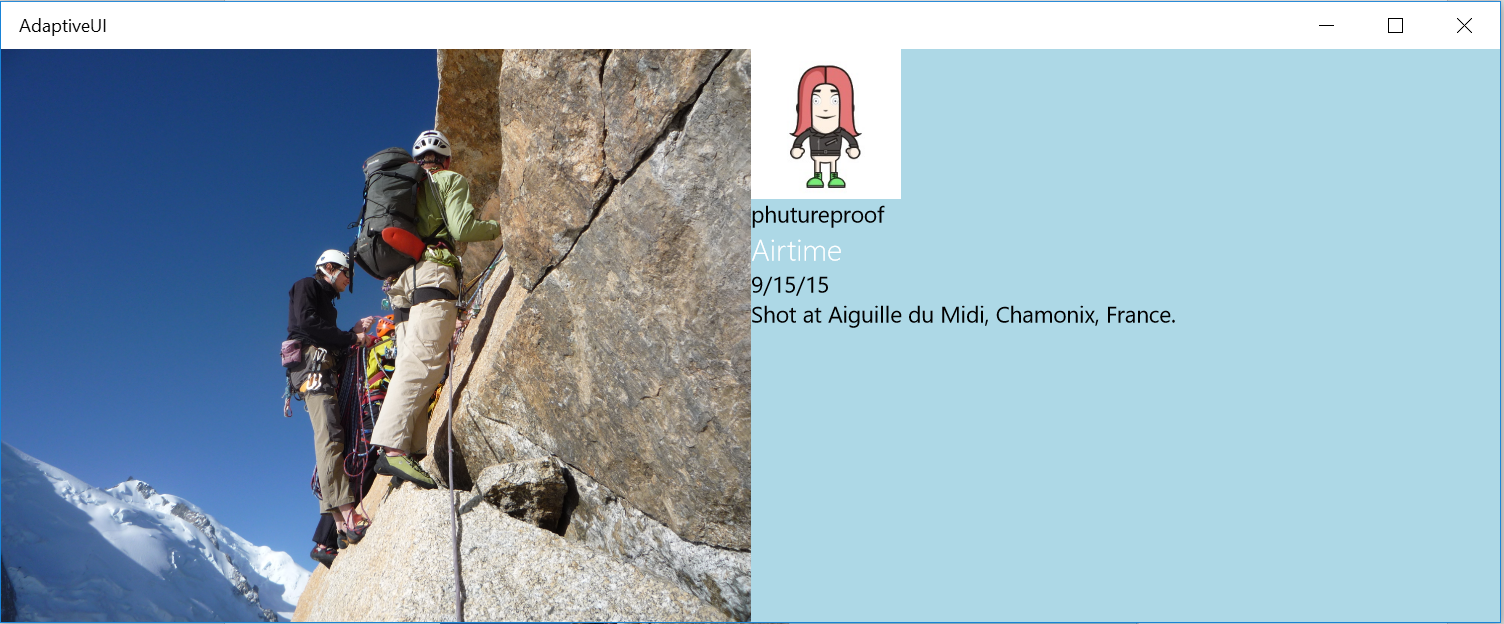 AdaptiveUI
phutureproof
Airtime
9/15/15
Shot at Aiguille du Midi, Chamonix, France.